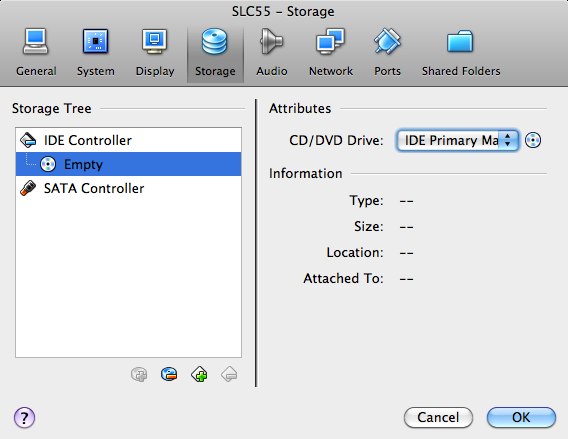 SLC55 – Storage
General System Display Storage Audio Network Ports Shared Folders
Storage Tree
IDE Controller
Empty
SATA Controller
Attributes
CD/DVD Drive: IDE Primary Ma
Information
Type: --
Size: --
Location: --
Attached To: --
? Cancel OK